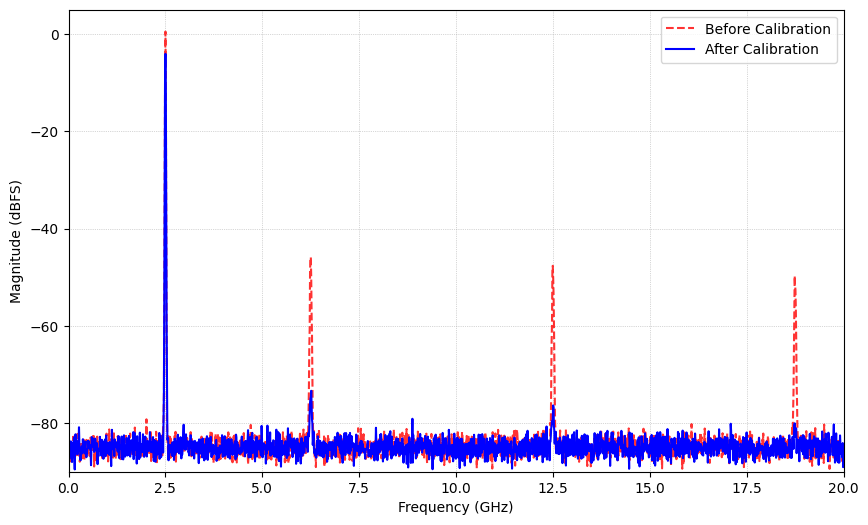 Before Calibration
After Calibration
Magnitude (dBFS)
0
−20
−40
−60
−80
0.0 2.5 5.0 7.5 10.0 12.5 15.0 17.5 20.0
Frequency (GHz)